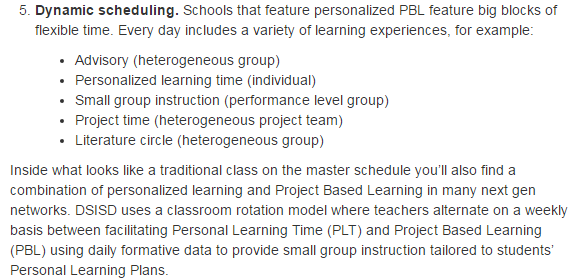 5. Dynamic scheduling. Schools that feature personalized PBL feature big blocks of
flexible time. Every day includes a variety of learning experiences, for example:
• Advisory (heterogeneous group)
• Personalized learning time (individual)
• Small group instruction (performance level group)
• Project time (heterogeneous project team)
• Literature circle (heterogeneous group)
Inside what looks like a traditional class on the master schedule you'll also find a
combination of personalized learning and Project Based Learning in many next gen
networks. DSISD uses a classroom rotation model where teachers alternate on a weekly
basis between facilitating Personal Learning Time (PLT) and Project Based Learning
(PBL) using daily formative data to provide small group instruction tailored to students'
Personal Learning Plans.